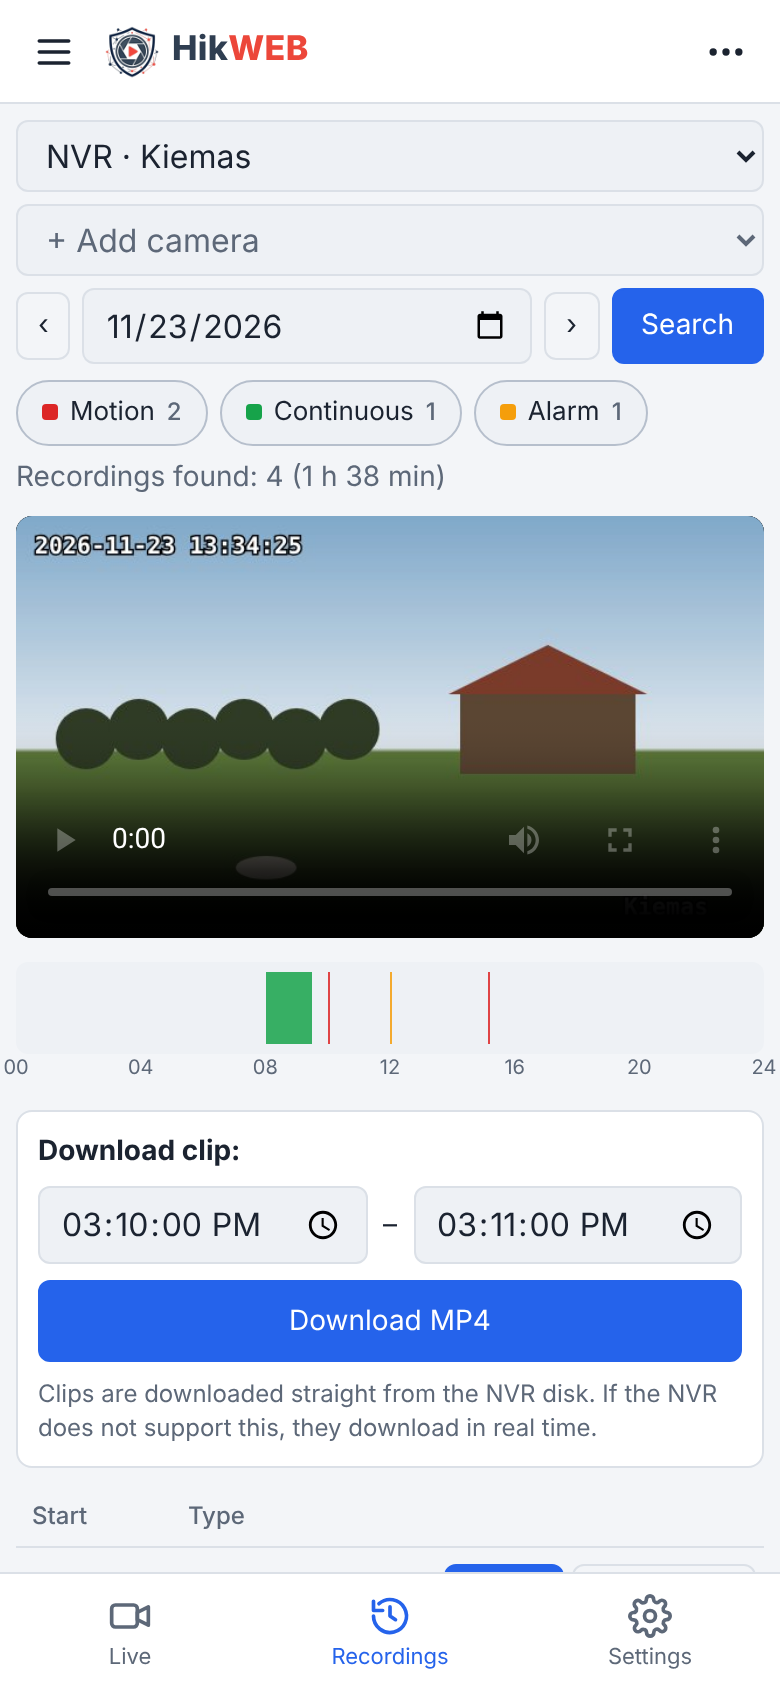 HikWEB
NVR · Kiemas
+ Add camera
‹ 11/23/2026 › Search
Motion 2 Continuous 1 Alarm 1
Recordings found: 4 (1 h 38 min)
2026-11-23 13:34:25
0:00
Kiemas
00 04 08 12 16 20 24
Download clip:
03:10:00 PM – 03:11:00 PM
Download MP4
Clips are downloaded straight from the NVR disk. If the NVR
does not support this, they download in real time.
Start Type
Live Recordings Settings